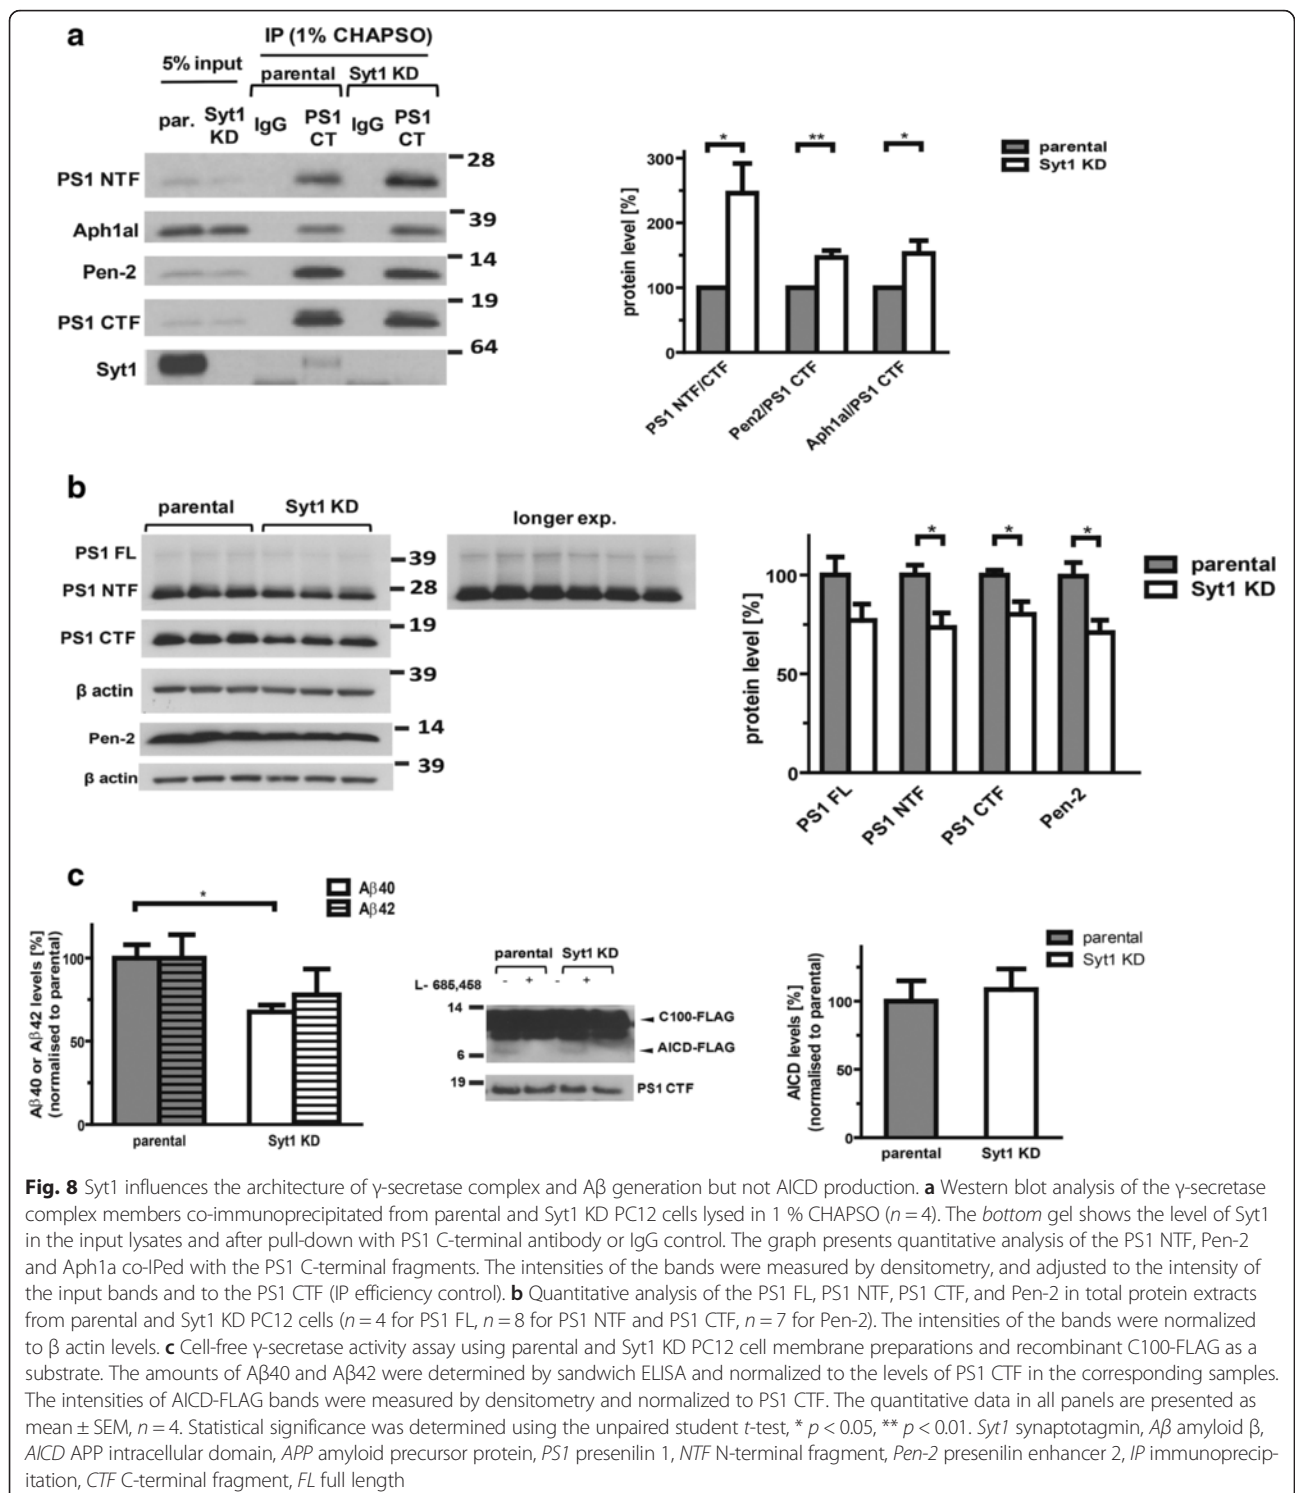 a
IP (1% CHAPSO)
5% input
parental Syt1 KD
par. Syt1 KD IgG PS1 CT IgG PS1 CT
PS1 NTF
28
Aph1al
39
Pen-2
14
PS1 CTF
19
Syt1
64
protein level [%]
300
200
100
0
* ** *
parental
Syt1 KD
PS1 NTF/CTF
Pen2/PS1 CTF
Aph1al/PS1 CTF
b
parental Syt1 KD
longer exp.
PS1 FL
39
PS1 NTF
28
PS1 CTF
19
β actin
39
Pen-2
14
β actin
39
protein level [%]
100
50
0
* * *
parental
Syt1 KD
PS1 FL
PS1 NTF
PS1 CTF
Pen-2
c
Aβ40
Aβ42
*
Aβ40 or Aβ42 levels [%]
(normalised to parental)
100
50
0
parental Syt1 KD
parental Syt1 KD
L- 685,458 - + - +
14
C100-FLAG
6
AICD-FLAG
19
PS1 CTF
parental
Syt1 KD
AICD levels [%]
(normalised to parental)
100
50
0
parental Syt1 KD
Fig. 8 Syt1 influences the architecture of γ-secretase complex and Aβ generation but not AICD production. a Western blot analysis of the γ-secretase
complex members co-immunoprecipitated from parental and Syt1 KD PC12 cells lysed in 1 % CHAPSO (n = 4). The bottom gel shows the level of Syt1
in the input lysates and after pull-down with PS1 C-terminal antibody or IgG control. The graph presents quantitative analysis of the PS1 NTF, Pen-2
and Aph1a co-IPed with the PS1 C-terminal fragments. The intensities of the bands were measured by densitometry, and adjusted to the intensity of
the input bands and to the PS1 CTF (IP efficiency control). b Quantitative analysis of the PS1 FL, PS1 NTF, PS1 CTF, and Pen-2 in total protein extracts
from parental and Syt1 KD PC12 cells (n = 4 for PS1 FL, n = 8 for PS1 NTF and PS1 CTF, n = 7 for Pen-2). The intensities of the bands were normalized
to β actin levels. c Cell-free γ-secretase activity assay using parental and Syt1 KD PC12 cell membrane preparations and recombinant C100-FLAG as a
substrate. The amounts of Aβ40 and Aβ42 were determined by sandwich ELISA and normalized to the levels of PS1 CTF in the corresponding samples.
The intensities of AICD-FLAG bands were measured by densitometry and normalized to PS1 CTF. The quantitative data in all panels are presented as
mean ± SEM, n = 4. Statistical significance was determined using the unpaired student t-test, * p < 0.05, ** p < 0.01. Syt1 synaptotagmin, Aβ amyloid β,
AICD APP intracellular domain, APP amyloid precursor protein, PS1 presenilin 1, NTF N-terminal fragment, Pen-2 presenilin enhancer 2, IP immunoprecip-
itation, CTF C-terminal fragment, FL full length